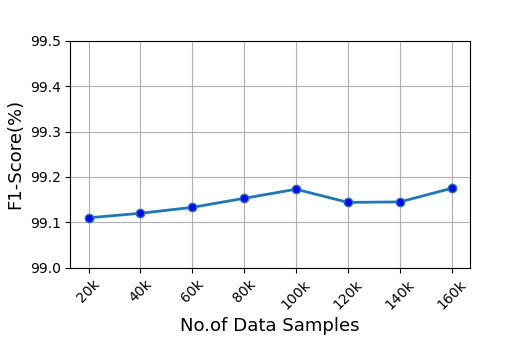 99.5
99.4
99.3
99.2
99.1
99.0
F1-Score(%)
20k
40k
60k
80k
100k
120k
140k
160k
No.of Data Samples